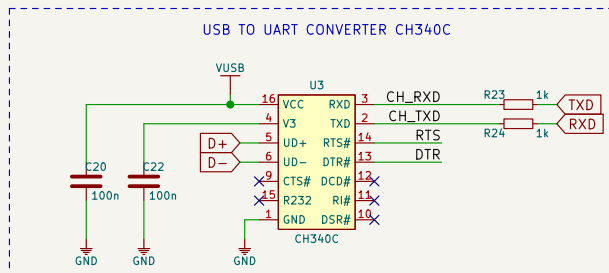 USB TO UART CONVERTER CH340C
VUSB
U3
16 VCC RXD 3 CH_RXD R23 1k TXD
4 V3 TXD 2 CH_TXD R24 1k RXD
D+ 5 UD+ RTS# 14 RTS
D- 6 UD- DTR# 13 DTR
C20 100n
C22 100n
9 CTS# DCD# 12
15 R232 RI# 11
1 GND DSR# 10
CH340C
GND
GND
GND